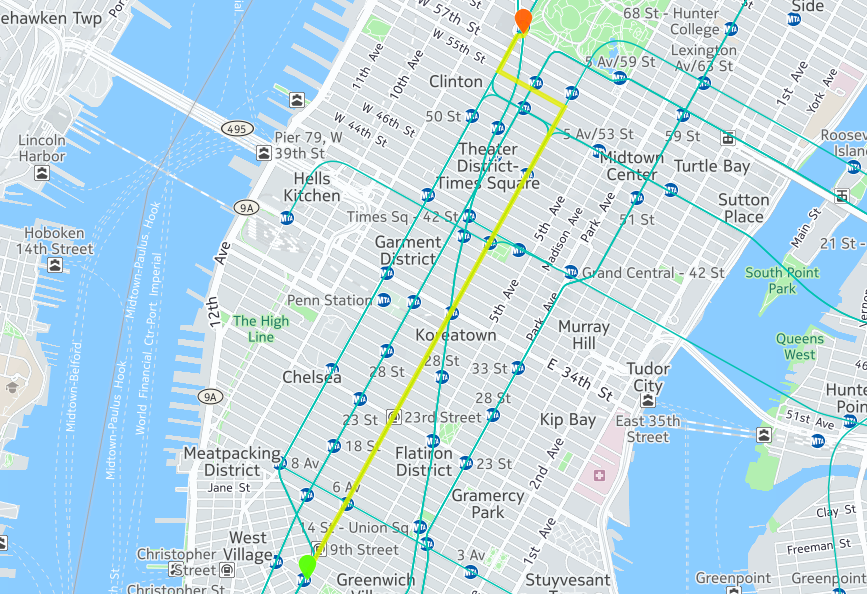 ehawken Twp
Por
W 57th St
68 St - Hunter
College
Side
W 55th St
Lexington
Av/63 St
5 Av/59 St
11th Ave
10th Ave
Clinton
1st Ave
York Ave
495
50 St
W 46th St
W 44th St
5 Av/53 St
59 St
Roosev
Islan
Lincoln
Harbor
Pier 79, W
39th St
Theater
District-
Times Square
Midtown
Center
Turtle Bay
Hells
Kitchen
Sutton
Place
9A
Times Sq - 42 St
5th Ave
Madison Ave
Park Ave
51 St
Main St
21 St -
Hoboken
14th Street
Midtown-Paulus Hook
Midtown-Paulus Hook
World Financial Ctr-Port Imperial
Midtown-Belford
12th Ave
Garment
District
Grand Central - 42 St
South Point
Park
Penn Station
5th Ave
Park Ave
The High
Line
Koreatown
Murray
Hill
Queens
West
28 St
33 St
E 34th St
Tudor
City
Chelsea
28 St
9A
28 St
Hunte
Poin
23 St
23rd Street
Kip Bay
East 35th
Street
51st Ave
18 St
Meatpacking
District
8 Av
Flatiron
District
23 St
2nd Ave
Jane St
6 Av
Gramercy
Park
Clay St
14 St - Union Sq
1st Ave
West
Village
9th Street
Freeman St
Christopher
Street
3 Av
Christopher St
Greenwich
Stuyvesant
Greenpoint
Greenpo